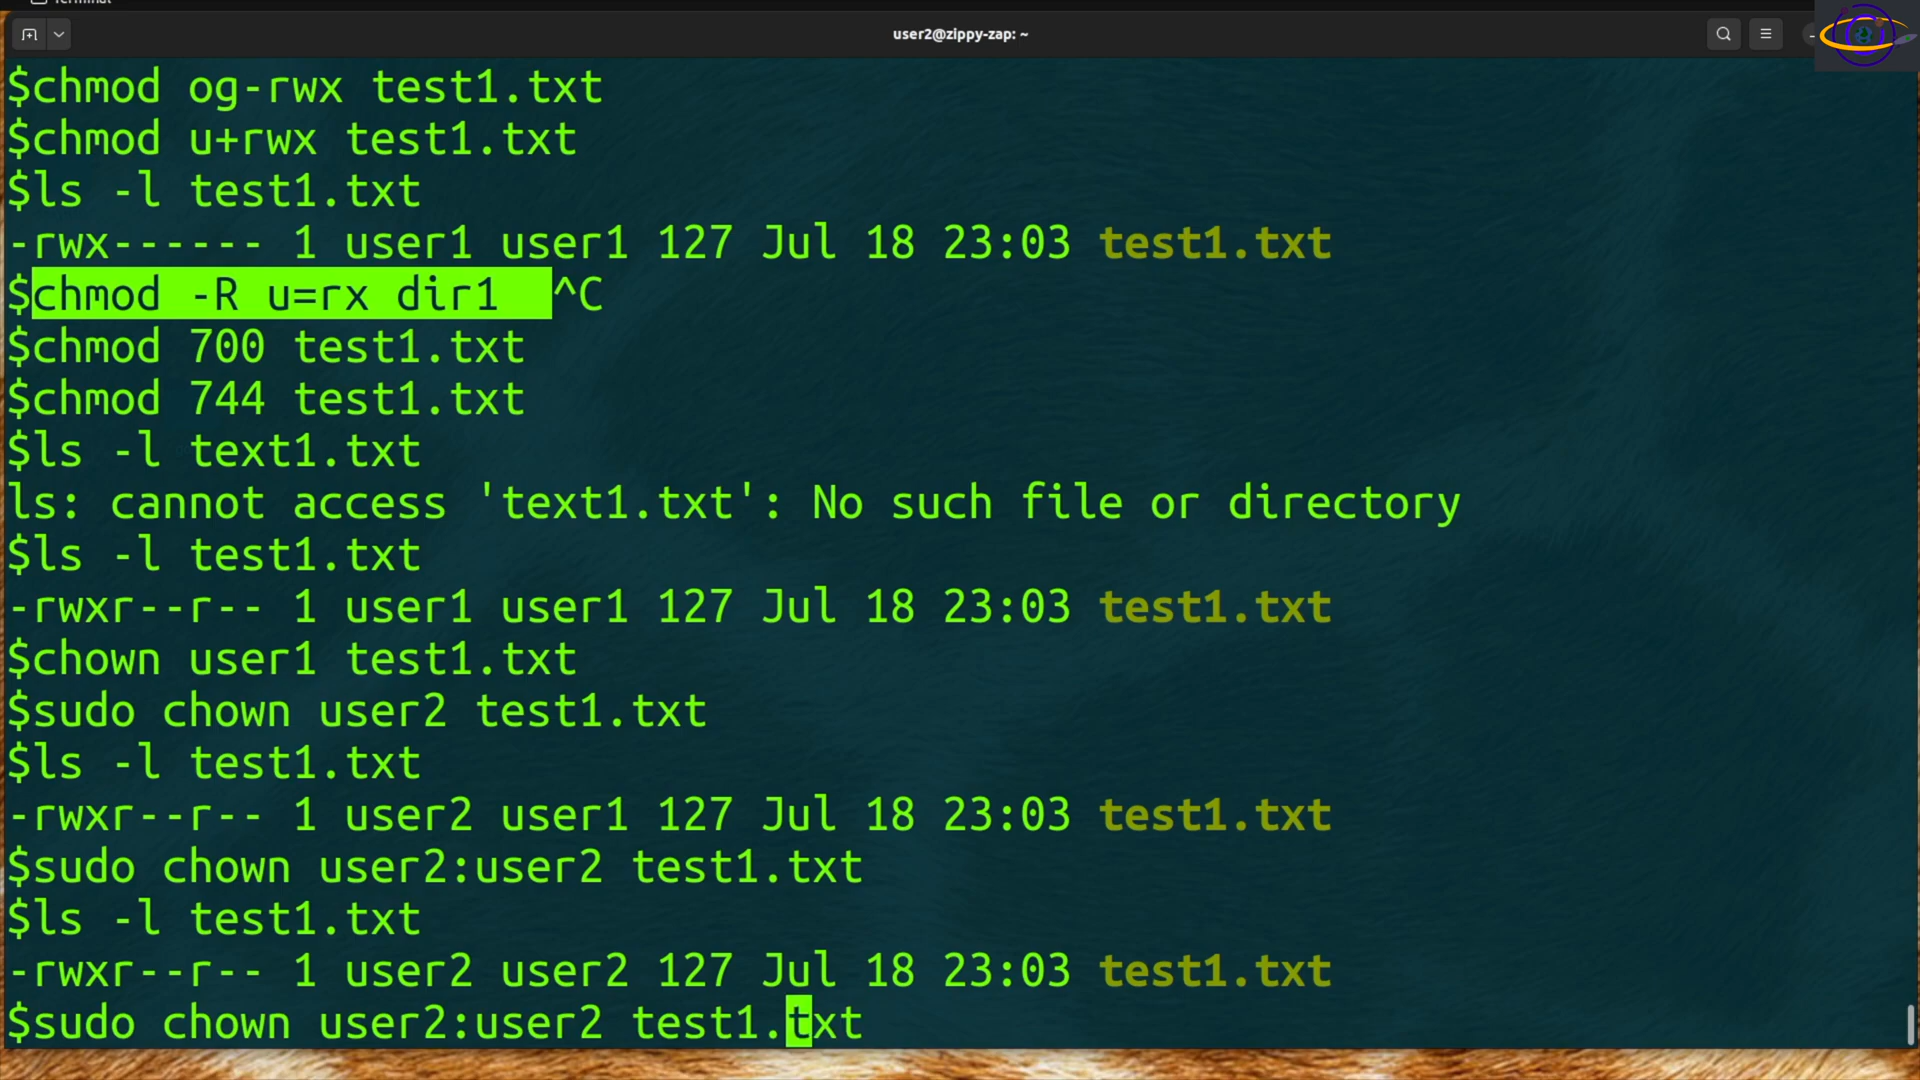 user2@zippy-zap: ~
$chmod og-rwx test1.txt
$chmod u+rwx test1.txt
$ls -l test1.txt
-rwx------ 1 user1 user1 127 Jul 18 23:03 test1.txt
$chmod -R u=rx dir1  ^C
$chmod 700 test1.txt
$chmod 744 test1.txt
$ls -l text1.txt
ls: cannot access 'text1.txt': No such file or directory
$ls -l test1.txt
-rwxr--r-- 1 user1 user1 127 Jul 18 23:03 test1.txt
$chown user1 test1.txt
$sudo chown user2 test1.txt
$ls -l test1.txt
-rwxr--r-- 1 user2 user1 127 Jul 18 23:03 test1.txt
$sudo chown user2:user2 test1.txt
$ls -l test1.txt
-rwxr--r-- 1 user2 user2 127 Jul 18 23:03 test1.txt
$sudo chown user2:user2 test1.txt